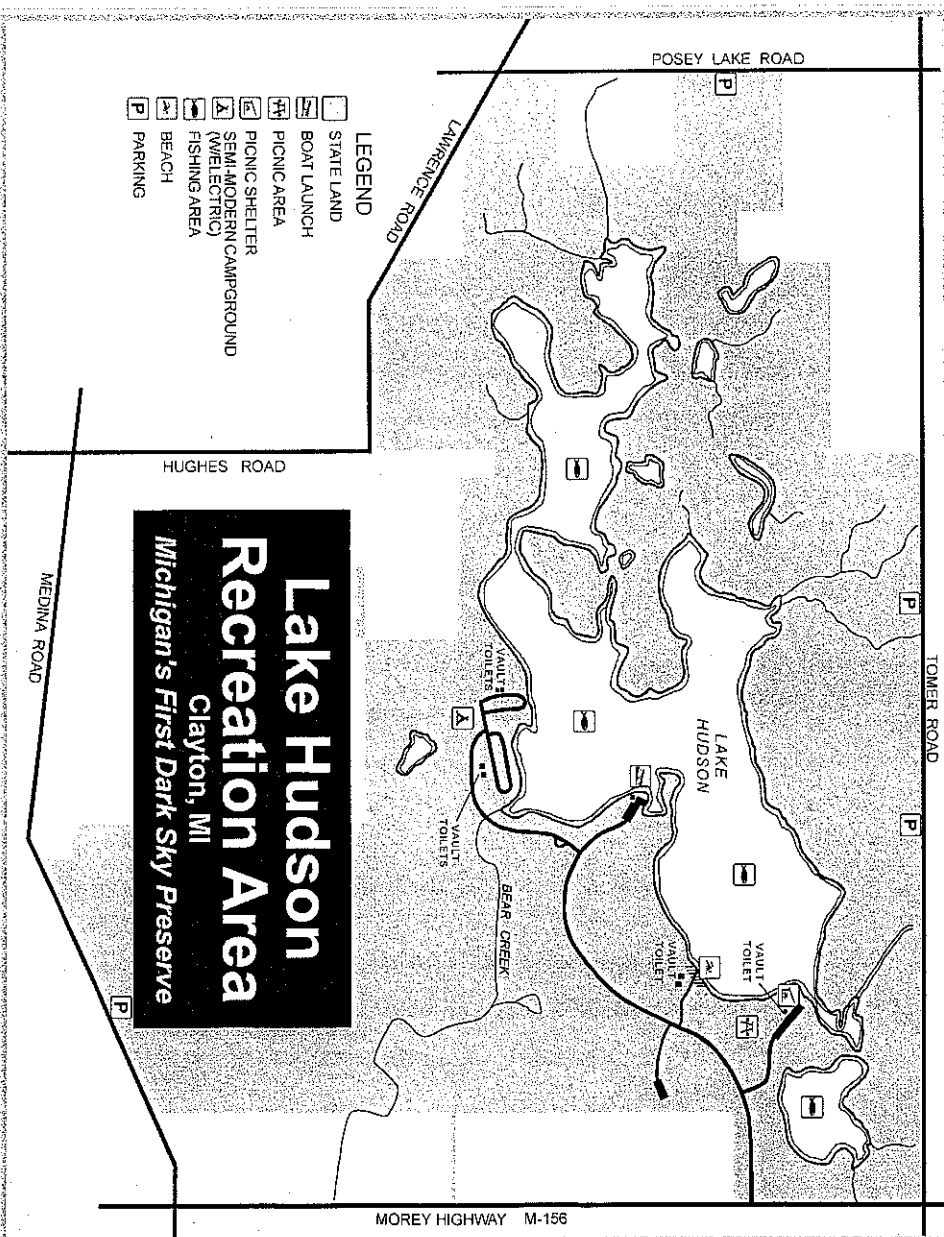 Lake Hudson
Recreation Area
Clayton, MI
Michigan's First Dark Sky Preserve
LEGEND
STATE LAND
BOAT LAUNCH
PICNIC AREA
PICNIC SHELTER
SEMI-MODERN CAMPGROUND
(W/ELECTRIC)
FISHING AREA
BEACH
P PARKING
POSEY LAKE ROAD
LAWRENCE ROAD
HUGHES ROAD
MEDINA ROAD
TOMER ROAD
MOREY HIGHWAY M-156
LAKE
HUDSON
BEAR CREEK
VAULT
TOILETS
VAULT
TOILETS
VAULT
TOILET
VAULT
TOILET
P
P
P
P